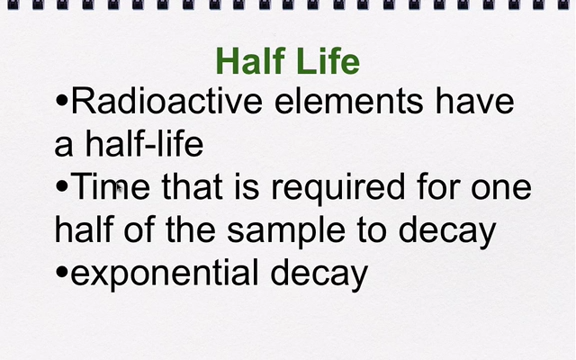 Half Life
•Radioactive elements have
a half-life
•Time that is required for one
half of the sample to decay
•exponential decay